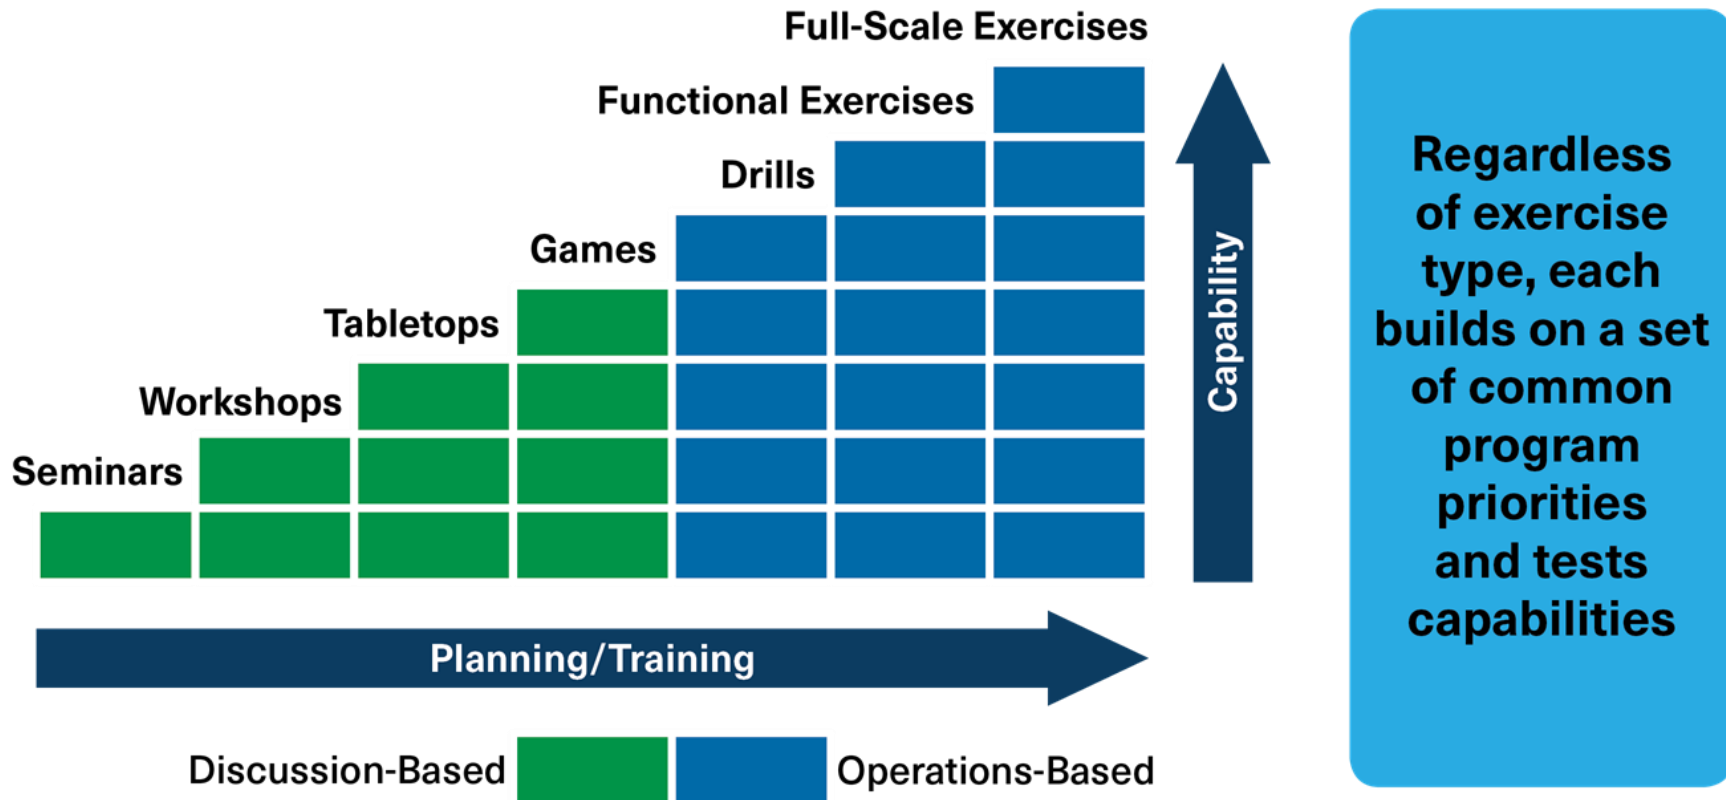 Full-Scale Exercises
Functional Exercises
Drills
Games
Tabletops
Workshops
Seminars
Capability
Planning/Training
Discussion-Based
Operations-Based
Regardless
of exercise
type, each
builds on a set
of common
program
priorities
and tests
capabilities